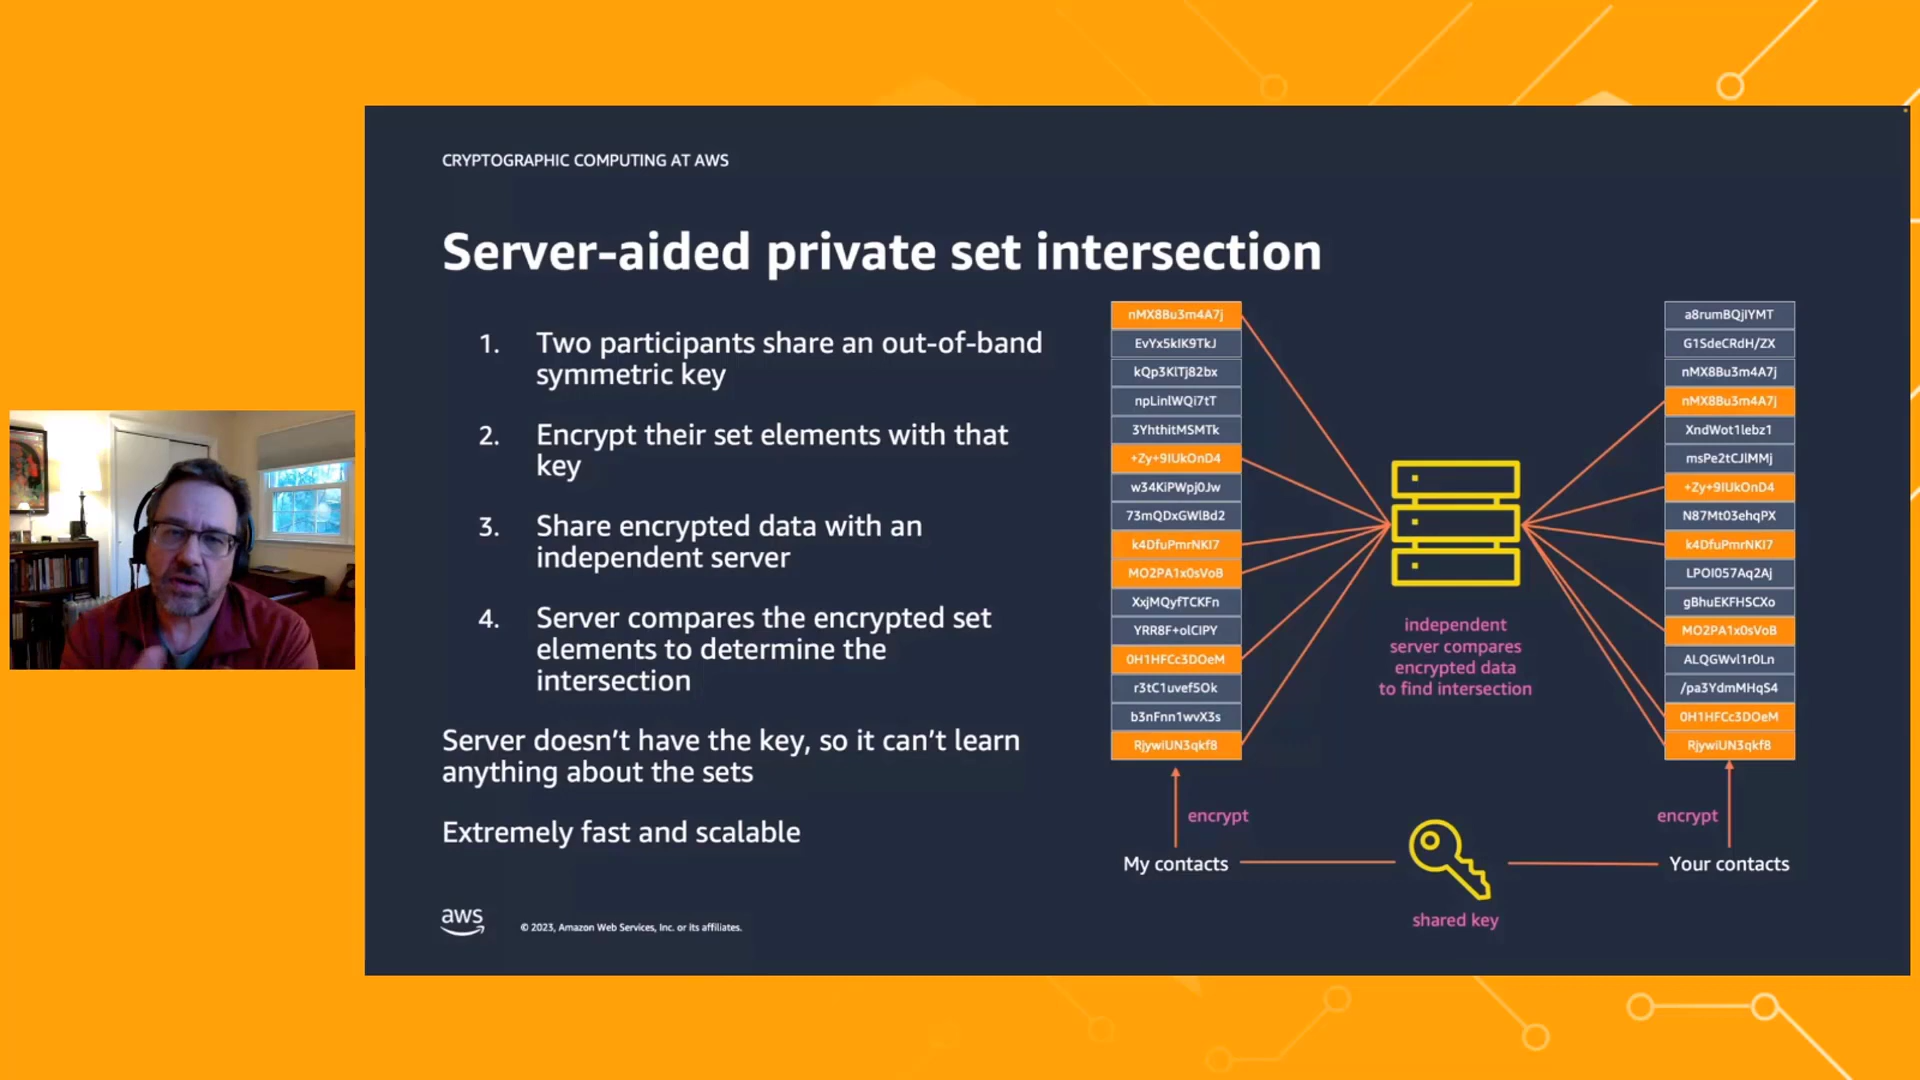 CRYPTOGRAPHIC COMPUTING AT AWS
Server-aided private set intersection
1. Two participants share an out-of-band
symmetric key
2. Encrypt their set elements with that
key
3. Share encrypted data with an
independent server
4. Server compares the encrypted set
elements to determine the
intersection
Server doesn't have the key, so it can't learn
anything about the sets
Extremely fast and scalable
nMX8Bu3m4A7j
EvYx5kIK9TkJ
kQp3KlTj82bx
npLinlWQi7tT
3YhthitMSMTk
+Zy+9IUkOnD4
w34KiPWpj0Jw
73mQDxGWlBd2
k4DfuPmrNKI7
MO2PA1x0sVoB
XxjMQyfTCKFn
YRR8F+olCIPY
0H1HFCc3DOeM
r3tC1uvef5Ok
b3nFnn1wvX3s
RjywiUN3qkf8
encrypt
My contacts
independent
server compares
encrypted data
to find intersection
shared key
a8rumBQjIYMT
G1SdeCRdH/ZX
nMX8Bu3m4A7j
nMX8Bu3m4A7j
XndWot1lebz1
msPe2tCJlMMj
+Zy+9IUkOnD4
N87Mt03ehqPX
k4DfuPmrNKI7
LPOI057Aq2Aj
gBhuEKFHSCXo
MO2PA1x0sVoB
ALQGWvl1r0Ln
/pa3YdmMHqS4
0H1HFCc3DOeM
RjywiUN3qkf8
encrypt
Your contacts
aws
© 2023, Amazon Web Services, Inc. or its affiliates.